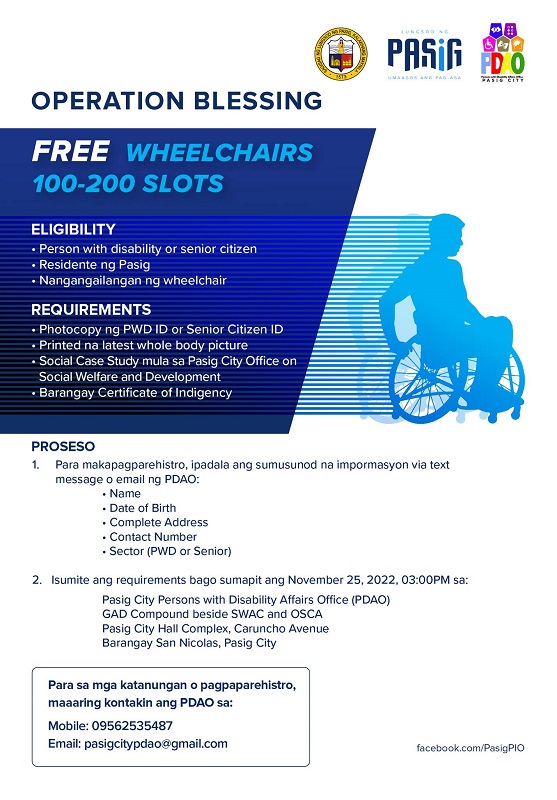 LUNGSOD NG
PASIG
UMAAGOS ANG PAG-ASA
PDAO
PASIG CITY
OPERATION BLESSING
FREE WHEELCHAIRS
100-200 SLOTS
ELIGIBILITY
• Person with disability or senior citizen
• Residente ng Pasig
• Nangangailangan ng wheelchair
REQUIREMENTS
• Photocopy ng PWD ID or Senior Citizen ID
• Printed na latest whole body picture
• Social Case Study mula sa Pasig City Office on
Social Welfare and Development
• Barangay Certificate of Indigency
PROSESO
1. Para makapagparehistro, ipadala ang sumusunod na impormasyon via text
message o email ng PDAO:
• Name
• Date of Birth
• Complete Address
• Contact Number
• Sector (PWD or Senior)
2. Isumite ang requirements bago sumapit ang November 25, 2022, 03:00PM sa:
Pasig City Persons with Disability Affairs Office (PDAO)
GAD Compound beside SWAC and OSCA
Pasig City Hall Complex, Caruncho Avenue
Barangay San Nicolas, Pasig City
Para sa mga katanungan o pagpaparehistro,
maaaring kontakin ang PDAO sa:
Mobile: 09562535487
Email: pasigcitypdao@gmail.com
facebook.com/PasigPIO